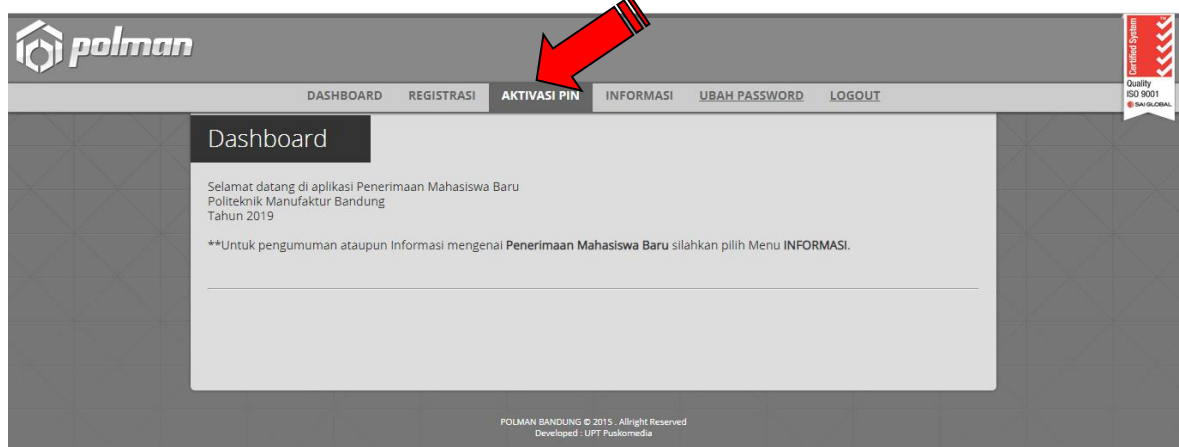 polman
Certified System
Quality
ISO 9001
SAI GLOBAL
DASHBOARD REGISTRASI AKTIVASI PIN INFORMASI UBAH PASSWORD LOGOUT
Dashboard
Selamat datang di aplikasi Penerimaan Mahasiswa Baru
Politeknik Manufaktur Bandung
Tahun 2019
**Untuk pengumuman ataupun Informasi mengenai Penerimaan Mahasiswa Baru silahkan pilih Menu INFORMASI.
POLMAN BANDUNG © 2015 . Allright Reserved
Developed : UPT Puskomedia